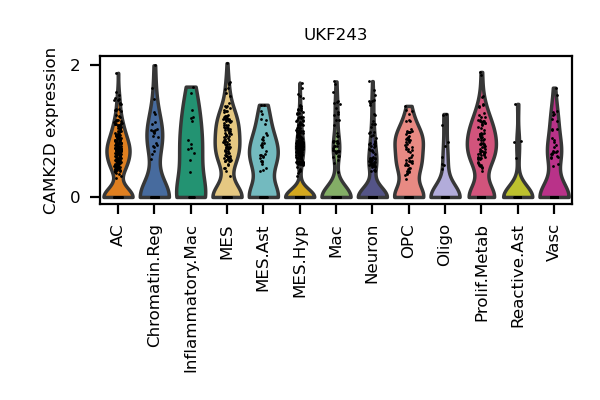 UKF243
CAMK2D expression
2
0
AC
Chromatin.Reg
Inflammatory.Mac
MES
MES.Ast
MES.Hyp
Mac
Neuron
OPC
Oligo
Prolif.Metab
Reactive.Ast
Vasc